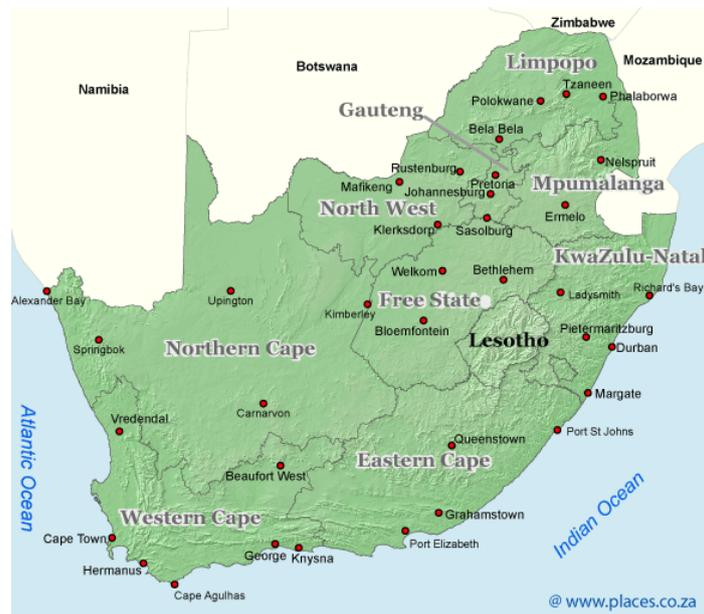 Zimbabwe
Limpopo
Mozambique
Botswana
Namibia
Tzaneen
Polokwane
Phalaborwa
Gauteng
Bela Bela
Nelspruit
Rustenburg
Mafikeng
Pretoria
Mpumalanga
Johannesburg
North West
Ermelo
Klerksdorp
Sasolburg
KwaZulu-Natal
Welkom
Bethlehem
Alexander Bay
Upington
Ladysmith
Richard's Bay
Free State
Kimberley
Bloemfontein
Pietermaritzburg
Lesotho
Durban
Springbok
Northern Cape
Margate
Carnarvon
Vredendal
Port St Johns
Queenstown
Atlantic Ocean
Eastern Cape
Beaufort West
Indian Ocean
Western Cape
Grahamstown
Cape Town
Port Elizabeth
George
Knysna
Hermanus
Cape Agulhas
@ www.places.co.za